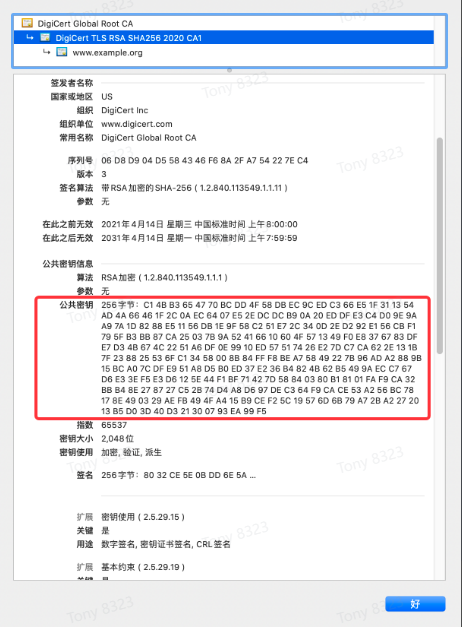 DigiCert Global Root CA
DigiCert TLS RSA SHA256 2020 CA1
www.example.org
签发者名称
国家或地区 US
组织 DigiCert Inc
组织单位 www.digicert.com
常用名称 DigiCert Global Root CA
序列号 06 D8 D9 04 D5 58 43 46 F6 8A 2F A7 54 22 7E C4
版本 3
签名算法 带RSA加密的SHA-256 ( 1.2.840.113549.1.1.11 )
参数 无
在此之前无效 2021年4月14日 星期三 中国标准时间 上午8:00:00
在此之后无效 2031年4月14日 星期一 中国标准时间 上午7:59:59
公共密钥信息
算法 RSA加密 ( 1.2.840.113549.1.1.1 )
参数 无
公共密钥 256字节：C1 4B B3 65 47 70 BC DD 4F 58 DB EC 9C ED C3 66 E5 1F 31 13 54
AD 4A 66 46 1F 2C 0A EC 64 07 E5 2E DC DC B9 0A 20 ED DF E3 C4 D0 9E 9A
A9 7A 1D 82 88 E5 11 56 DB 1E 9F 58 C2 51 E7 2C 34 0D 2E D2 92 E1 56 CB F1
79 5F B3 BB 87 CA 25 03 7B 9A 52 41 66 10 60 4F 57 13 49 F0 E8 37 67 83 DF
E7 D3 4B 67 4C 22 51 A6 DF 0E 99 10 ED 57 51 74 26 E2 7D C7 CA 62 2E 13 1B
7F 23 88 25 53 6F C1 34 58 00 8B 84 FF F8 BE A7 58 49 22 7B 96 AD A2 88 9B
15 BC A0 7C DF E9 51 A8 D5 B0 ED 37 E2 36 B4 82 4B 62 B5 49 9A EC C7 67
D6 E3 3E F5 E3 D6 12 5E 44 F1 BF 71 42 7D 58 84 03 80 B1 81 01 FA F9 CA 32
BB B4 8E 27 87 27 C5 2B 74 D4 A8 D6 97 DE C3 64 F9 CA CE 53 A2 56 BC 78
17 8E 49 03 29 AE FB 49 4F A4 15 B9 CE F2 5C 19 57 6D 6B 79 A7 2B A2 27 20
13 B5 D0 3D 40 D3 21 30 07 93 EA 99 F5
指数 65537
密钥大小 2,048位
密钥使用 加密, 验证, 派生
签名 256字节：80 32 CE 5E 0B DD 6E 5A ...
扩展 密钥使用 ( 2.5.29.15 )
关键 是
用途 数字签名, 密钥证书签名, CRL签名
扩展 基本约束 ( 2.5.29.19 )
好
Tony 8323